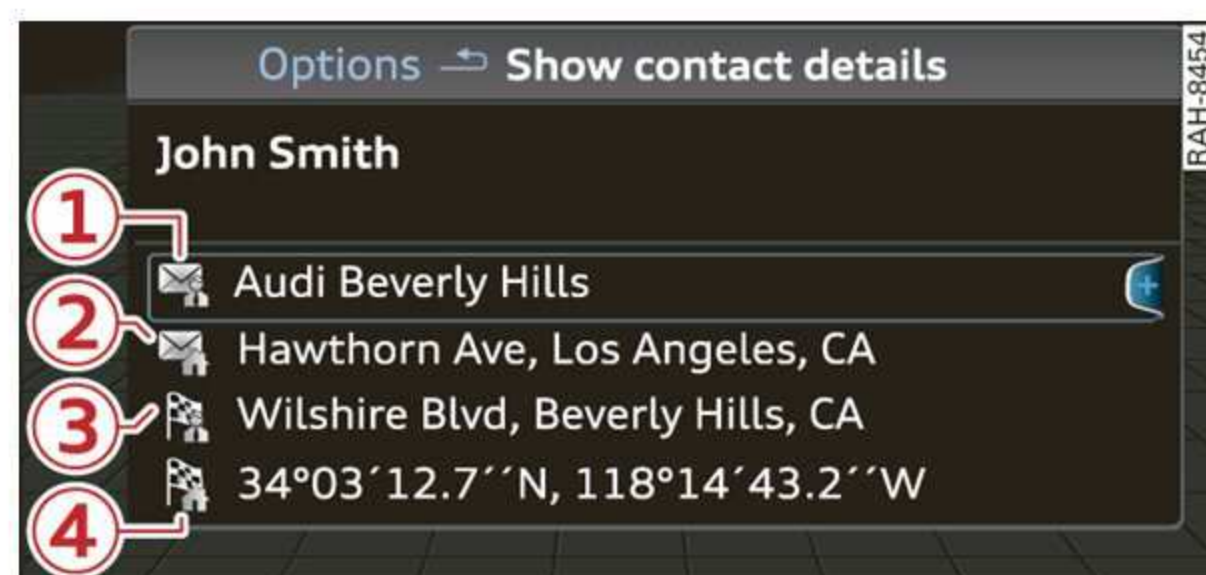 Options Show contact details
RAH-8454
John Smith
1
Audi Beverly Hills
2
Hawthorn Ave, Los Angeles, CA
3
Wilshire Blvd, Beverly Hills, CA
34°03´12.7´´N, 118°14´43.2´´W
4